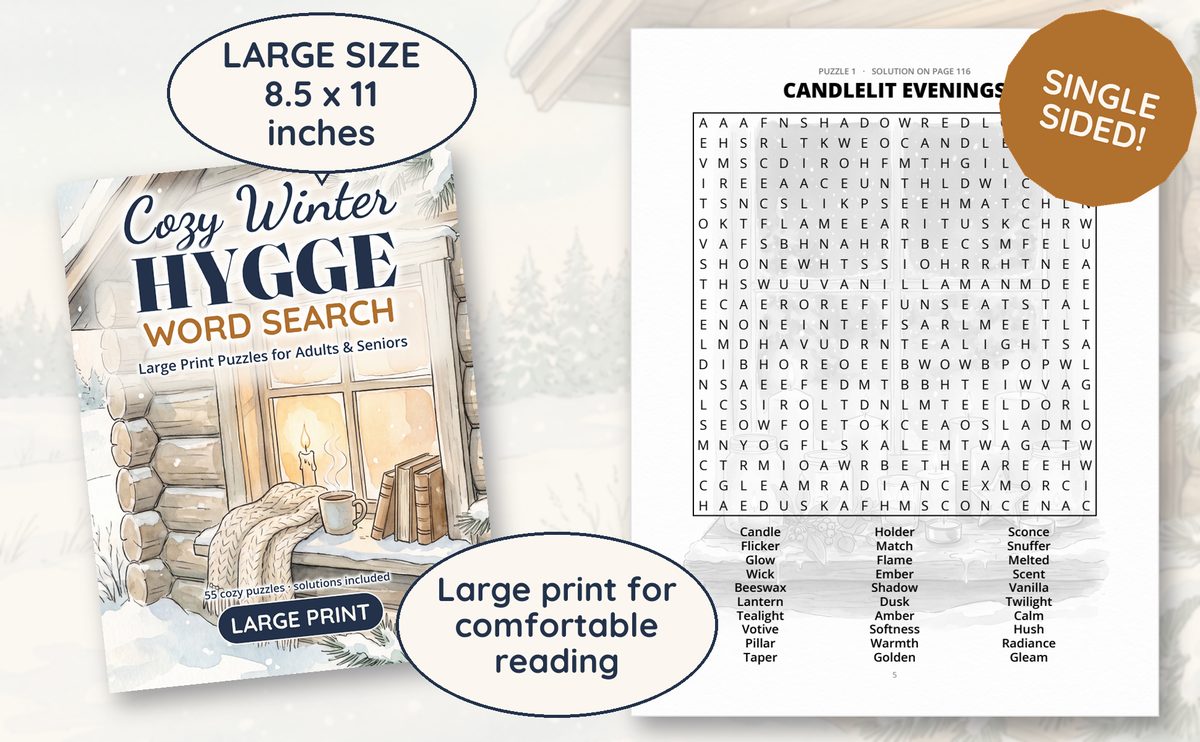 LARGE SIZE
8.5 x 11
inches
Cozy Winter
HYGGE
WORD SEARCH
Large Print Puzzles for Adults & Seniors
55 cozy puzzles · solutions included
LARGE PRINT
Large print for
comfortable
reading
SINGLE
SIDED!
PUZZLE 1 · SOLUTION ON PAGE 116
CANDLELIT EVENINGS
A A A F N S H A D O W R E D L
E H S R L T K W E O C A N D L E
V M S C D I R O H F M T H G I L
I R E E A A C E U N T H L D W I C
T S N C S L I K P S E E H M A T C H L N
O K T F L A M E E A R I T U S K C H R W
V A F S B H N A H R T B E C S M F E L U
S H O N E W H T S S I O H R R H T N E A
T H S W U U V A N I L L A M A N M D E E
E C A E R O R E F F U N S E A T S T A L
E N O N E I N T E F S A R L M E E T L T
L M D H A V U D R N T E A L I G H T S A
D I B H O R E O E E B W O W B P O P W L
N S A E E F E D M T B B H T E I W V A G
L C S I R O L T D N L M T E E L D O R L
S E O W F O E T O K C E A O S L A D M O
M N Y O G F L S K A L E M T W A G A T W
C T R M I O A W R B E T H E A R E E H W
C G L E A M R A D I A N C E X M O R C I
H A E D U S K A F H M S C O N C E N A C
Candle Holder Sconce
Flicker Match Snuffer
Glow Flame Melted
Wick Ember Scent
Beeswax Shadow Vanilla
Lantern Dusk Twilight
Tealight Amber Calm
Votive Softness Hush
Pillar Warmth Radiance
Taper Golden Gleam
5